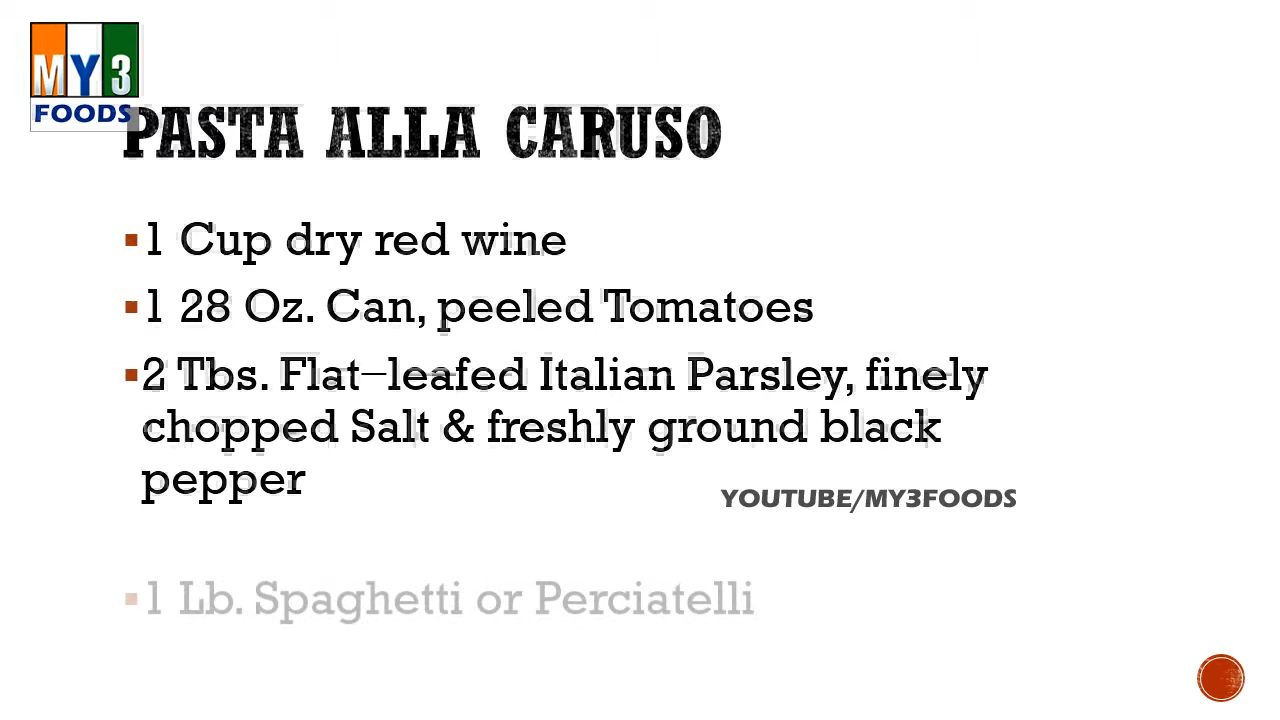 MY3
FOODS
PASTA ALLA CARUSO
1 Cup dry red wine
1 28 Oz. Can, peeled Tomatoes
2 Tbs. Flat–leafed Italian Parsley, finely
chopped Salt & freshly ground black
pepper
YOUTUBE/MY3FOODS
1 Lb. Spaghetti or Perciatelli